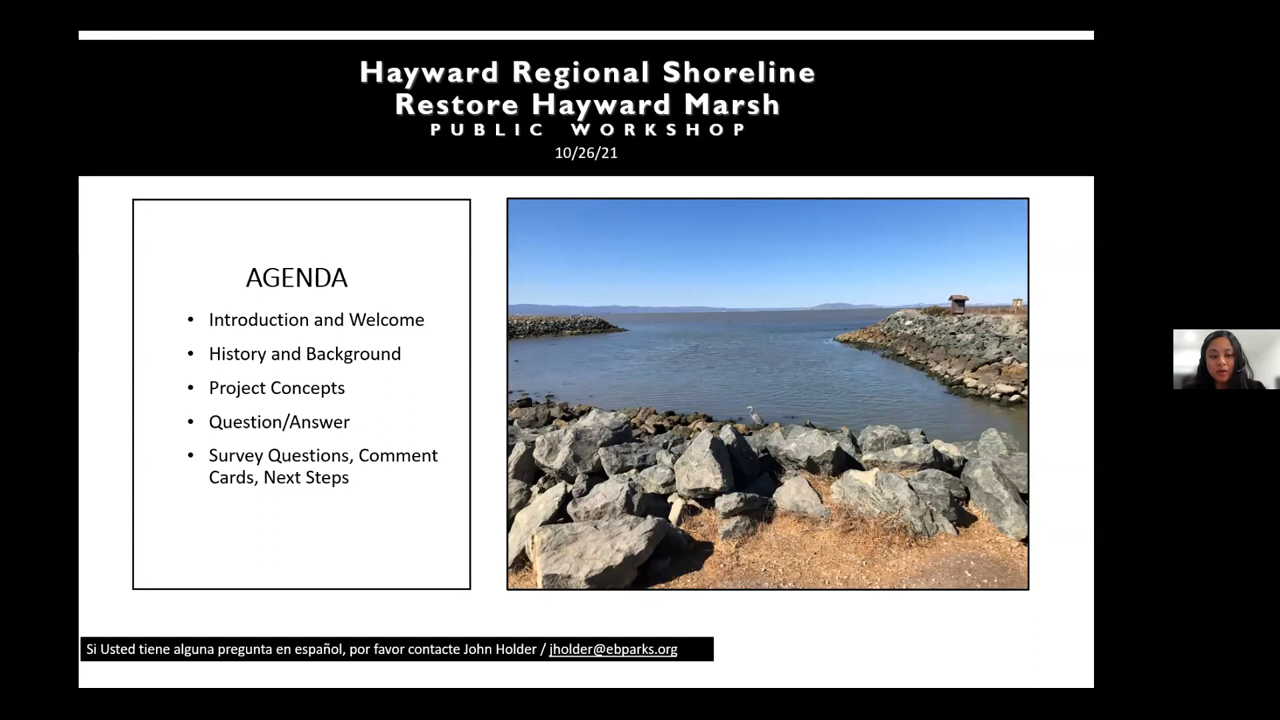 Hayward Regional Shoreline
Restore Hayward Marsh
PUBLIC WORKSHOP
10/26/21
AGENDA
• Introduction and Welcome
• History and Background
• Project Concepts
• Question/Answer
• Survey Questions, Comment
Cards, Next Steps
Si Usted tiene alguna pregunta en español, por favor contacte John Holder / jholder@ebparks.org